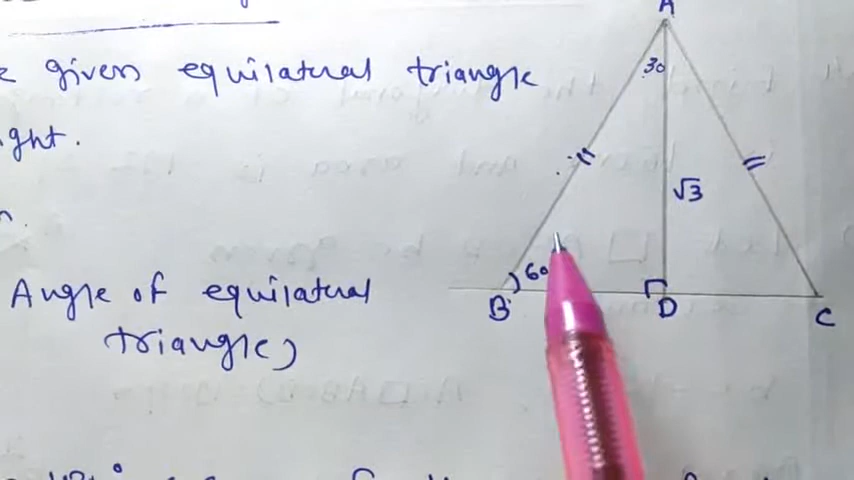 given equilateral triangle
ght.
Angle of equilateral
triangle)
A
30
√3
60
B
D
C